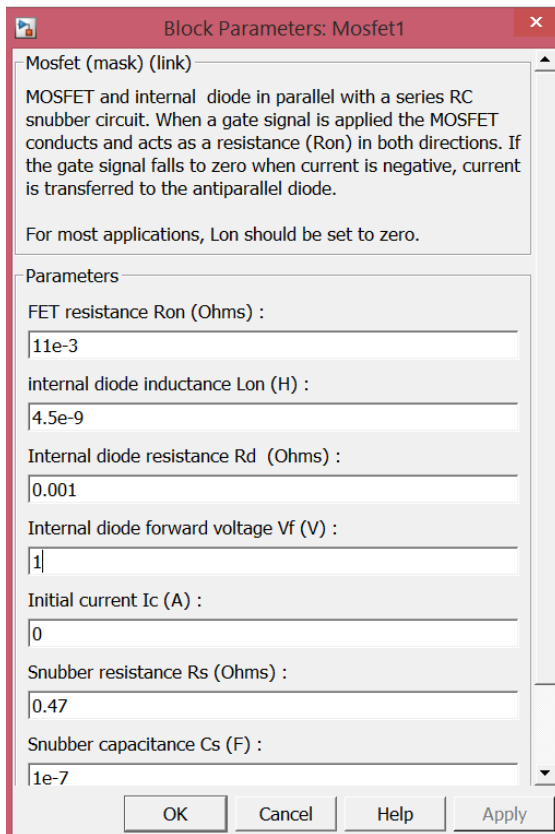 Block Parameters: Mosfet1
Mosfet (mask) (link)
MOSFET and internal diode in parallel with a series RC
snubber circuit. When a gate signal is applied the MOSFET
conducts and acts as a resistance (Ron) in both directions. If
the gate signal falls to zero when current is negative, current
is transferred to the antiparallel diode.
For most applications, Lon should be set to zero.
Parameters
FET resistance Ron (Ohms) :
11e-3
internal diode inductance Lon (H) :
4.5e-9
Internal diode resistance Rd (Ohms) :
0.001
Internal diode forward voltage Vf (V) :
1
Initial current Ic (A) :
0
Snubber resistance Rs (Ohms) :
0.47
Snubber capacitance Cs (F) :
1e-7
OK Cancel Help Apply